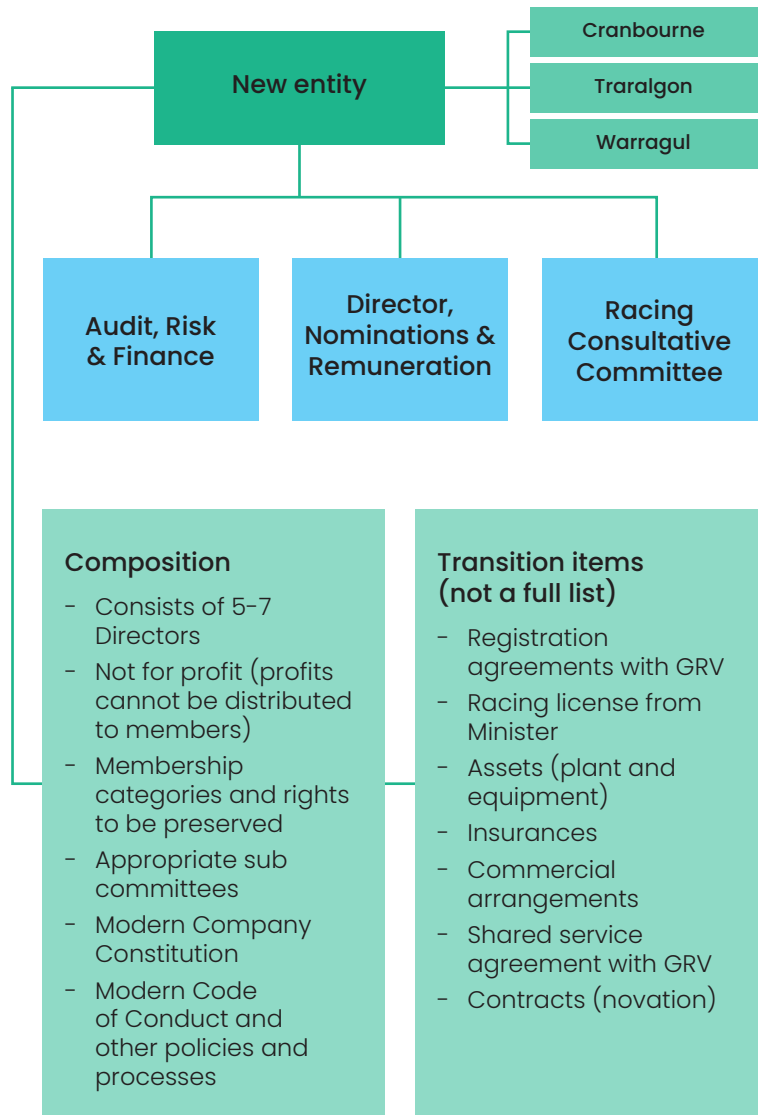 New entity
Cranbourne
Traralgon
Warragul
Audit, Risk
& Finance
Director,
Nominations &
Remuneration
Racing
Consultative
Committee
Composition
- Consists of 5-7
Directors
- Not for profit (profits
cannot be distributed
to members)
- Membership
categories and rights
to be preserved
- Appropriate sub
committees
- Modern Company
Constitution
- Modern Code
of Conduct and
other policies and
processes
Transition items
(not a full list)
- Registration
agreements with GRV
- Racing license from
Minister
- Assets (plant and
equipment)
- Insurances
- Commercial
arrangements
- Shared service
agreement with GRV
- Contracts (novation)